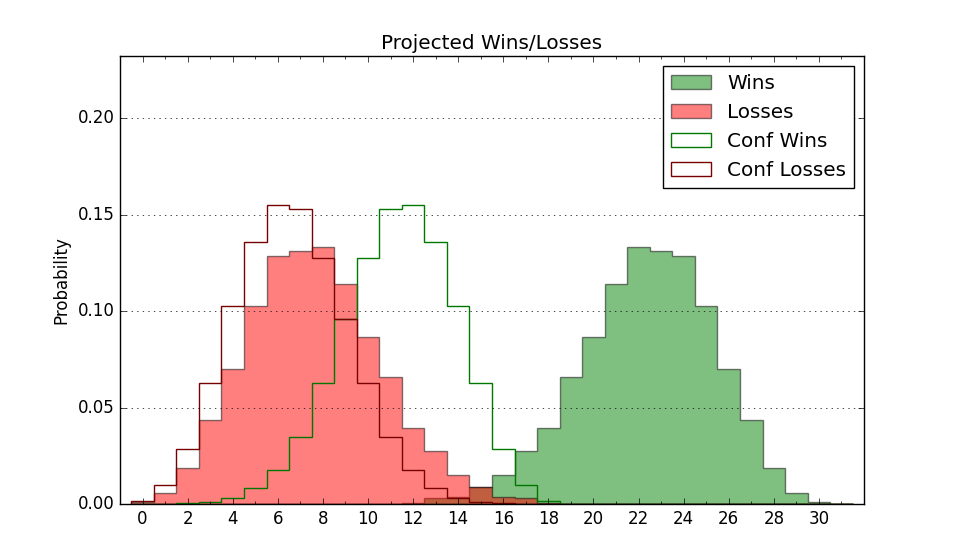 Projected Wins/Losses
Wins
Losses
Conf Wins
Conf Losses
Probability
0.20
0.15
0.10
0.05
0.00
0 2 4 6 8 10 12 14 16 18 20 22 24 26 28 30